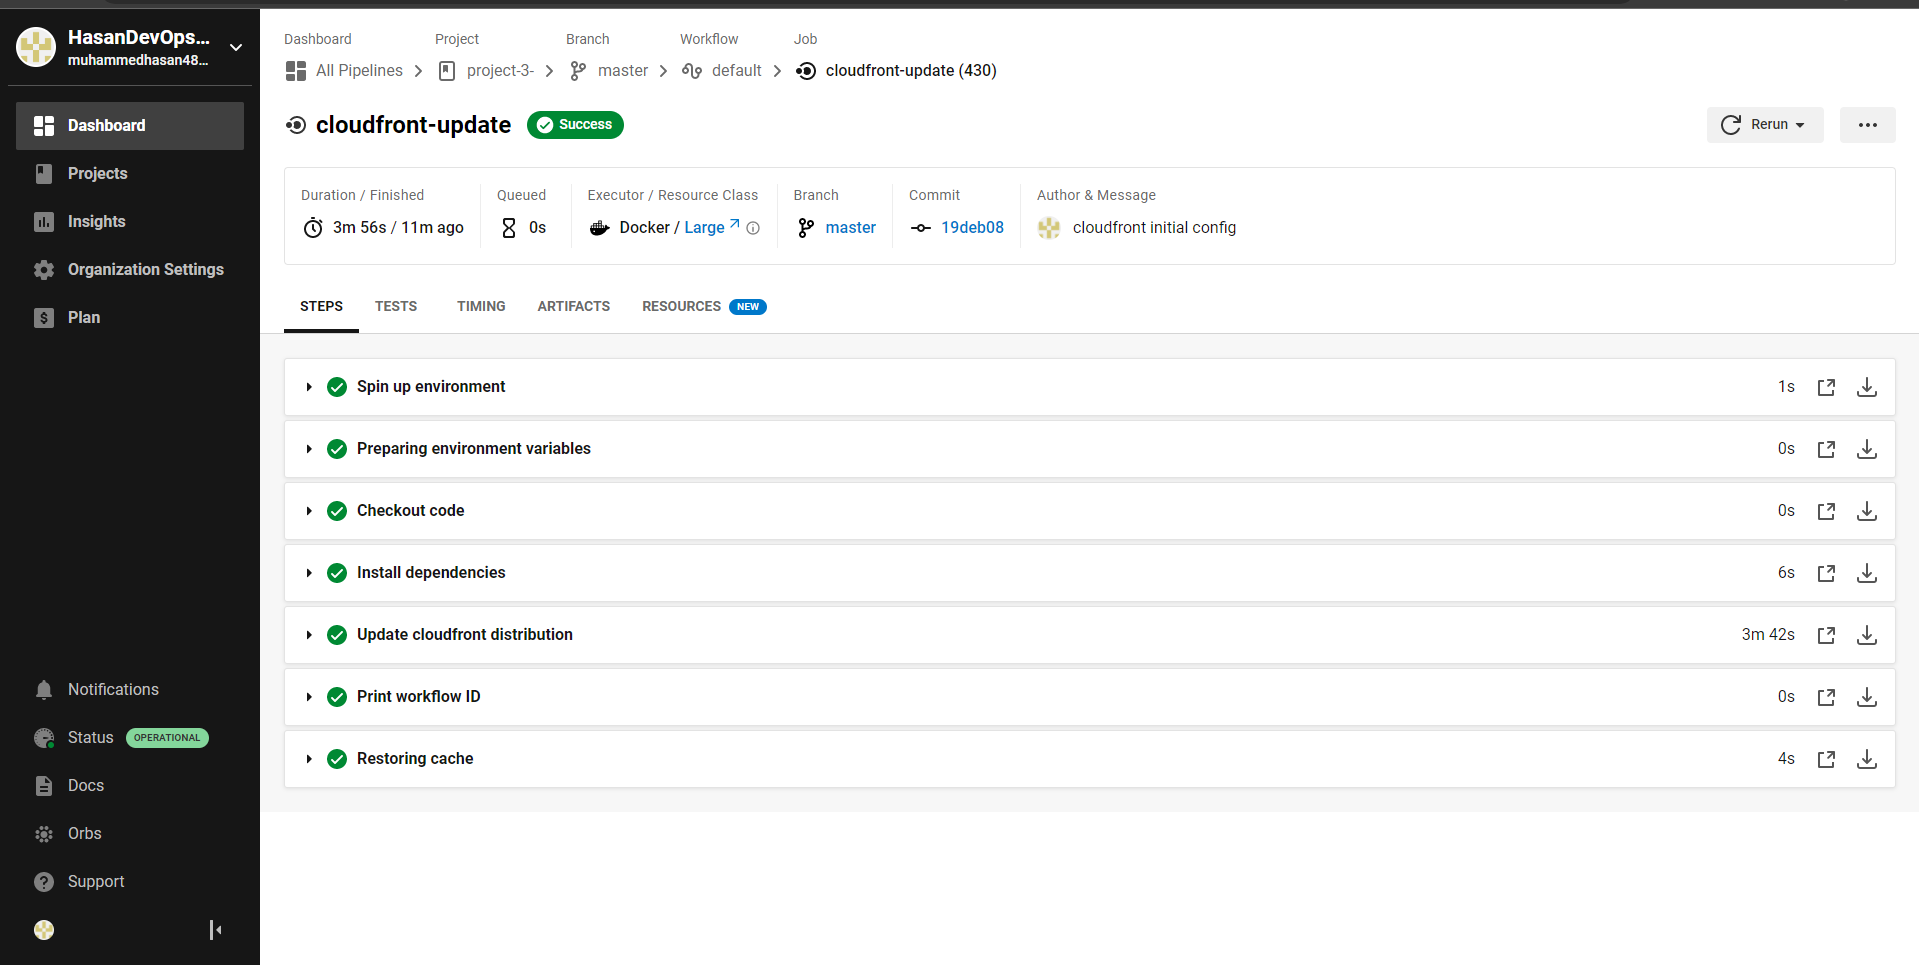 HasanDevOps...
muhammedhasan48...
Dashboard
Projects
Insights
Organization Settings
Plan
Notifications
Status OPERATIONAL
Docs
Orbs
Support
Dashboard Project Branch Workflow Job
All Pipelines project-3- master default cloudfront-update (430)
cloudfront-update Success
Rerun
Duration / Finished Queued Executor / Resource Class Branch Commit Author & Message
3m 56s / 11m ago 0s Docker / Large master 19deb08 cloudfront initial config
STEPS TESTS TIMING ARTIFACTS RESOURCES NEW
Spin up environment 1s
Preparing environment variables 0s
Checkout code 0s
Install dependencies 6s
Update cloudfront distribution 3m 42s
Print workflow ID 0s
Restoring cache 4s